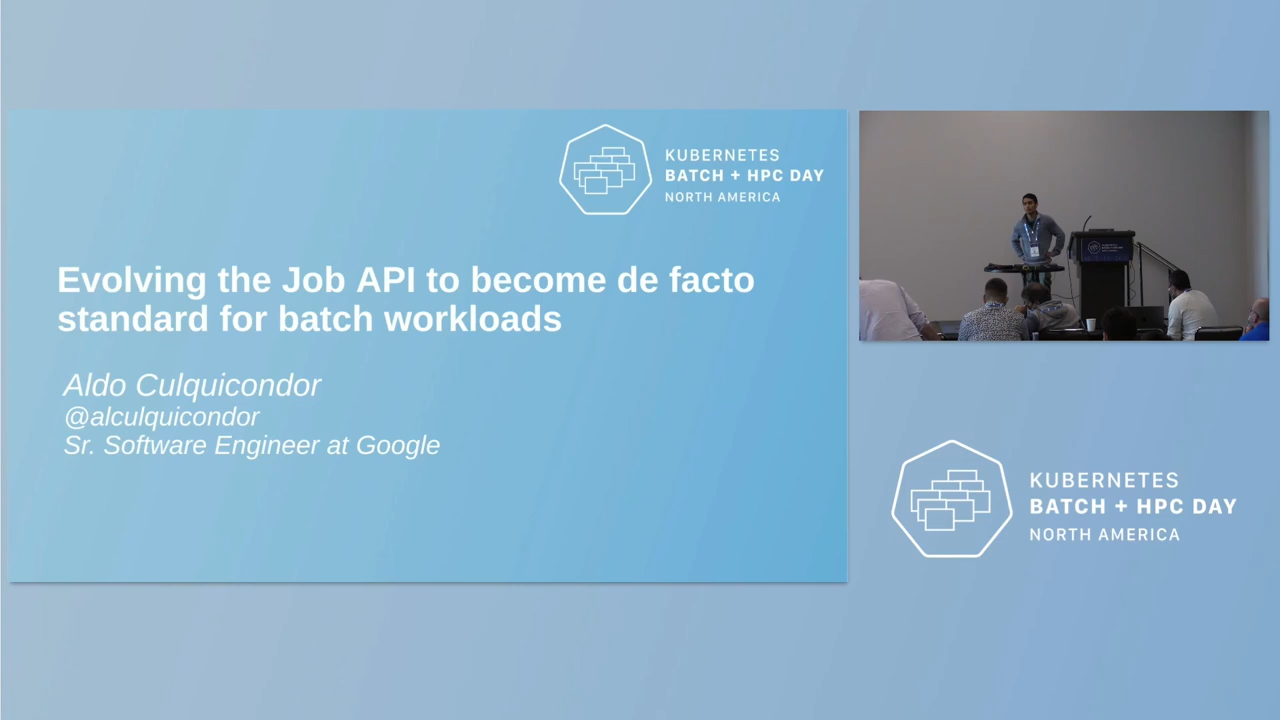 KUBERNETES
BATCH + HPC DAY
NORTH AMERICA
Evolving the Job API to become de facto
standard for batch workloads
Aldo Culquicondor
@alculquicondor
Sr. Software Engineer at Google
KUBERNETES
BATCH + HPC DAY
NORTH AMERICA